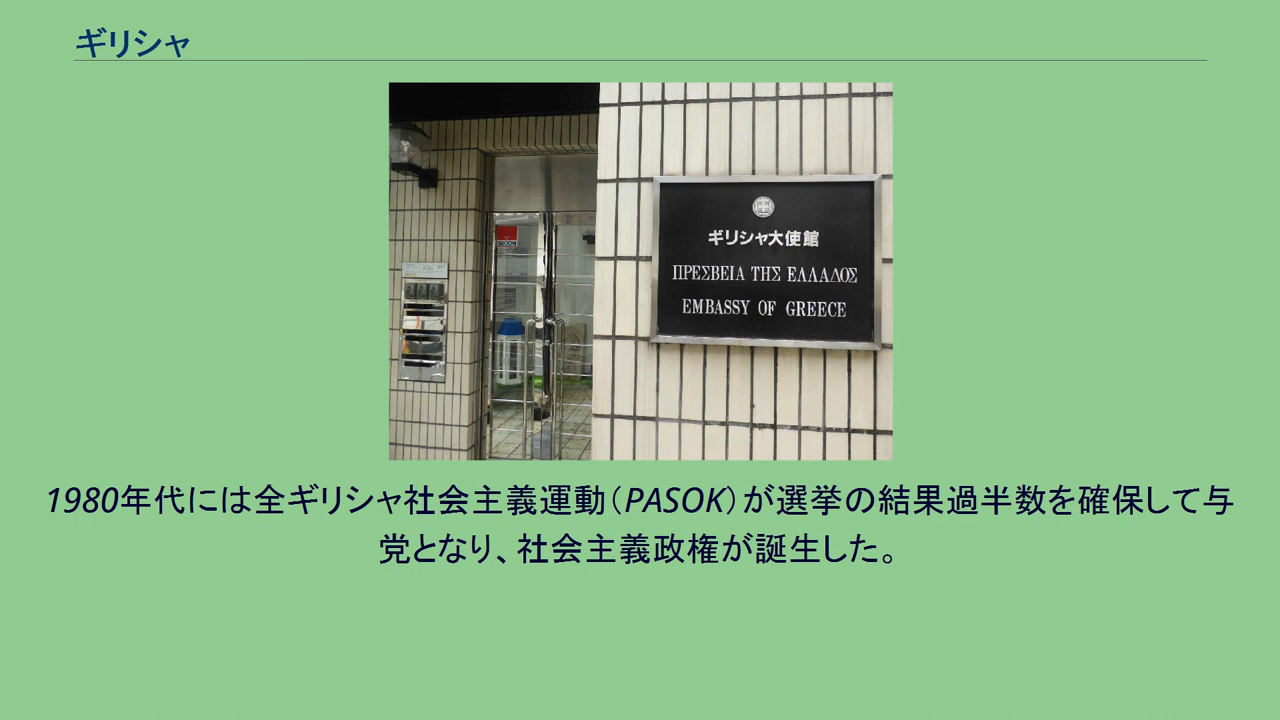 ギリシャ
ギリシャ大使館
ΠΡΕΣΒΕΙΑ ΤΗΣ ΕΛΛΑΔΟΣ
EMBASSY OF GREECE
1980年代には全ギリシャ社会主義運動（PASOK）が選挙の結果過半数を確保して与
党となり、社会主義政権が誕生した。